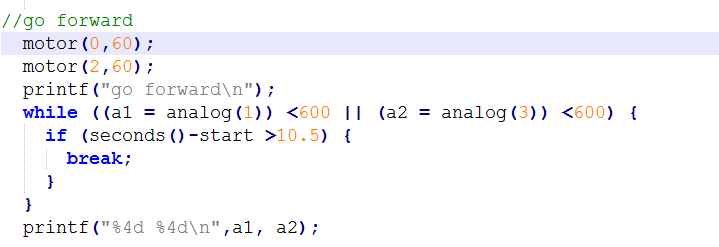 //go forward
motor(0,60);
motor(2,60);
printf("go forward\n");
while ((a1 = analog(1)) <600 || (a2 = analog(3)) <600) {
if (seconds()-start >10.5) {
break;
}
}
printf("%4d %4d\n",a1, a2);